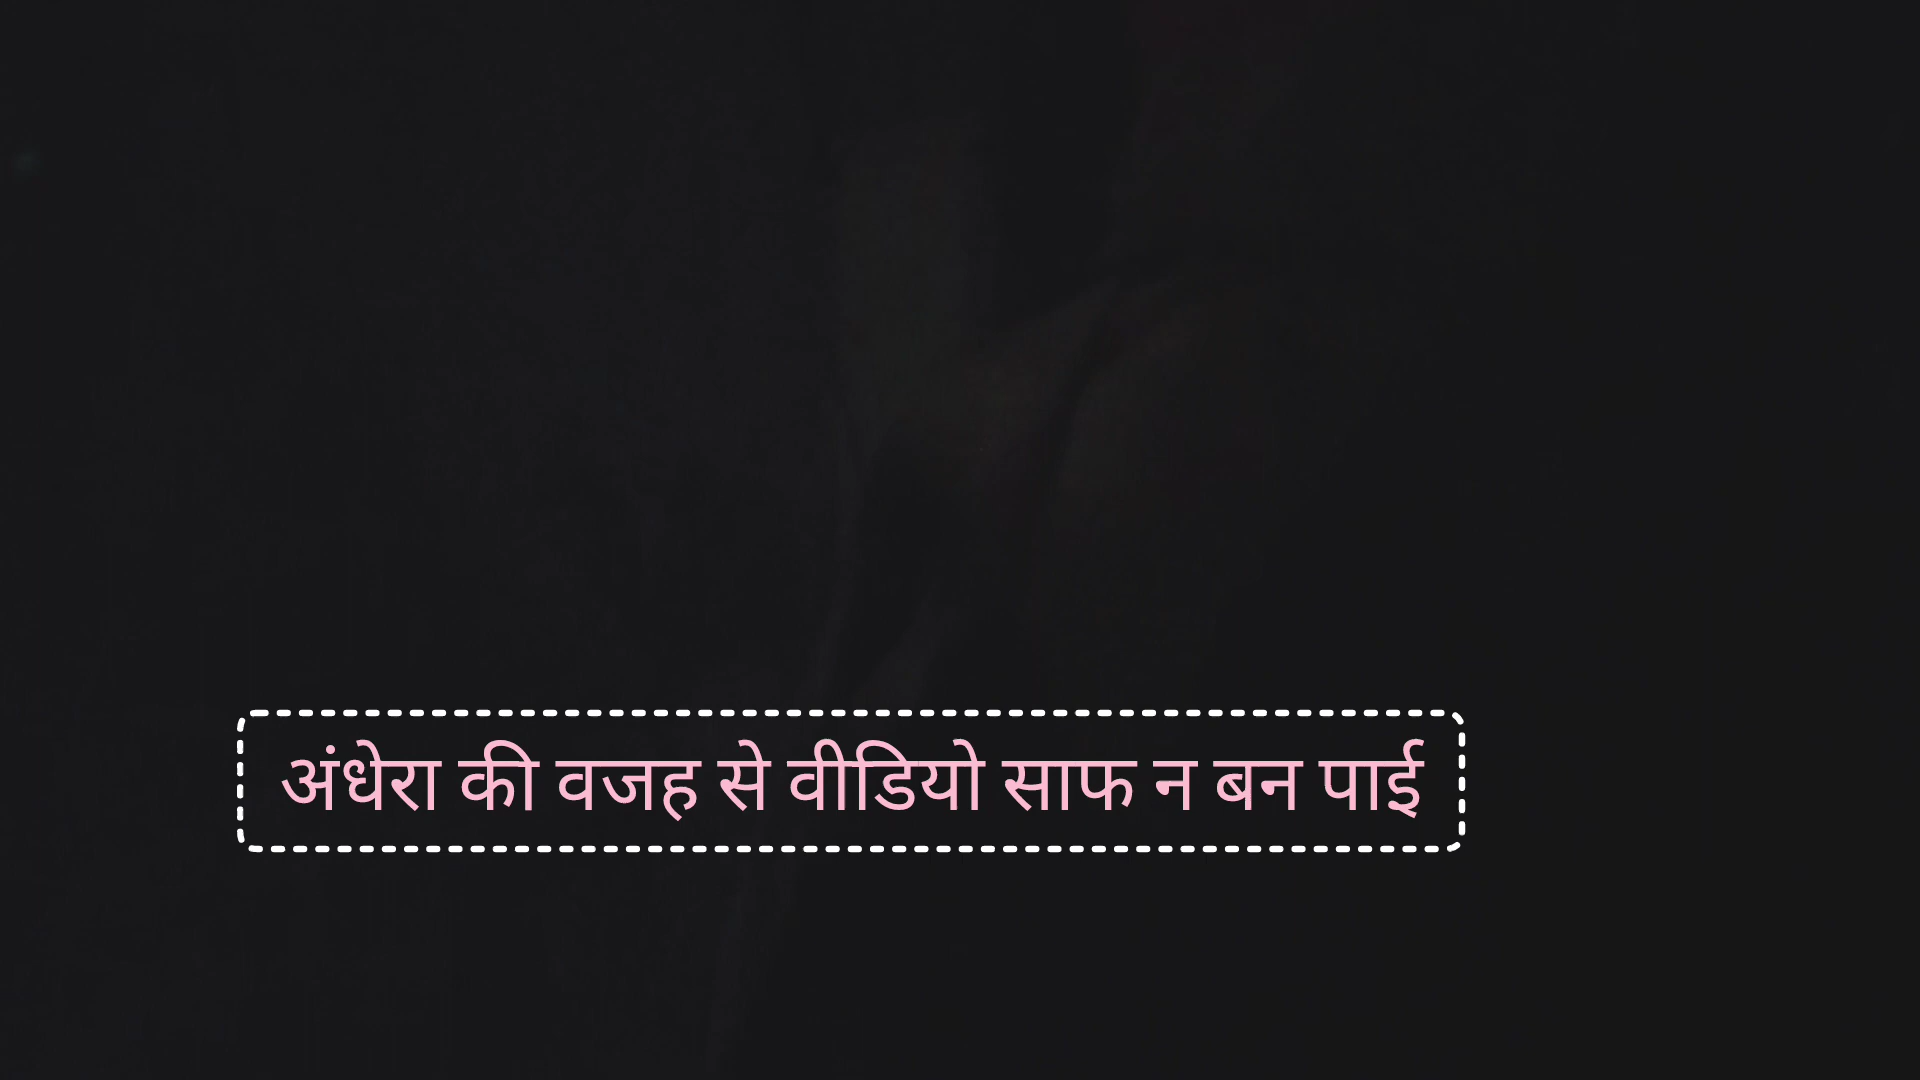 अंधेरा की वजह से वीडियो साफ न बन पाई